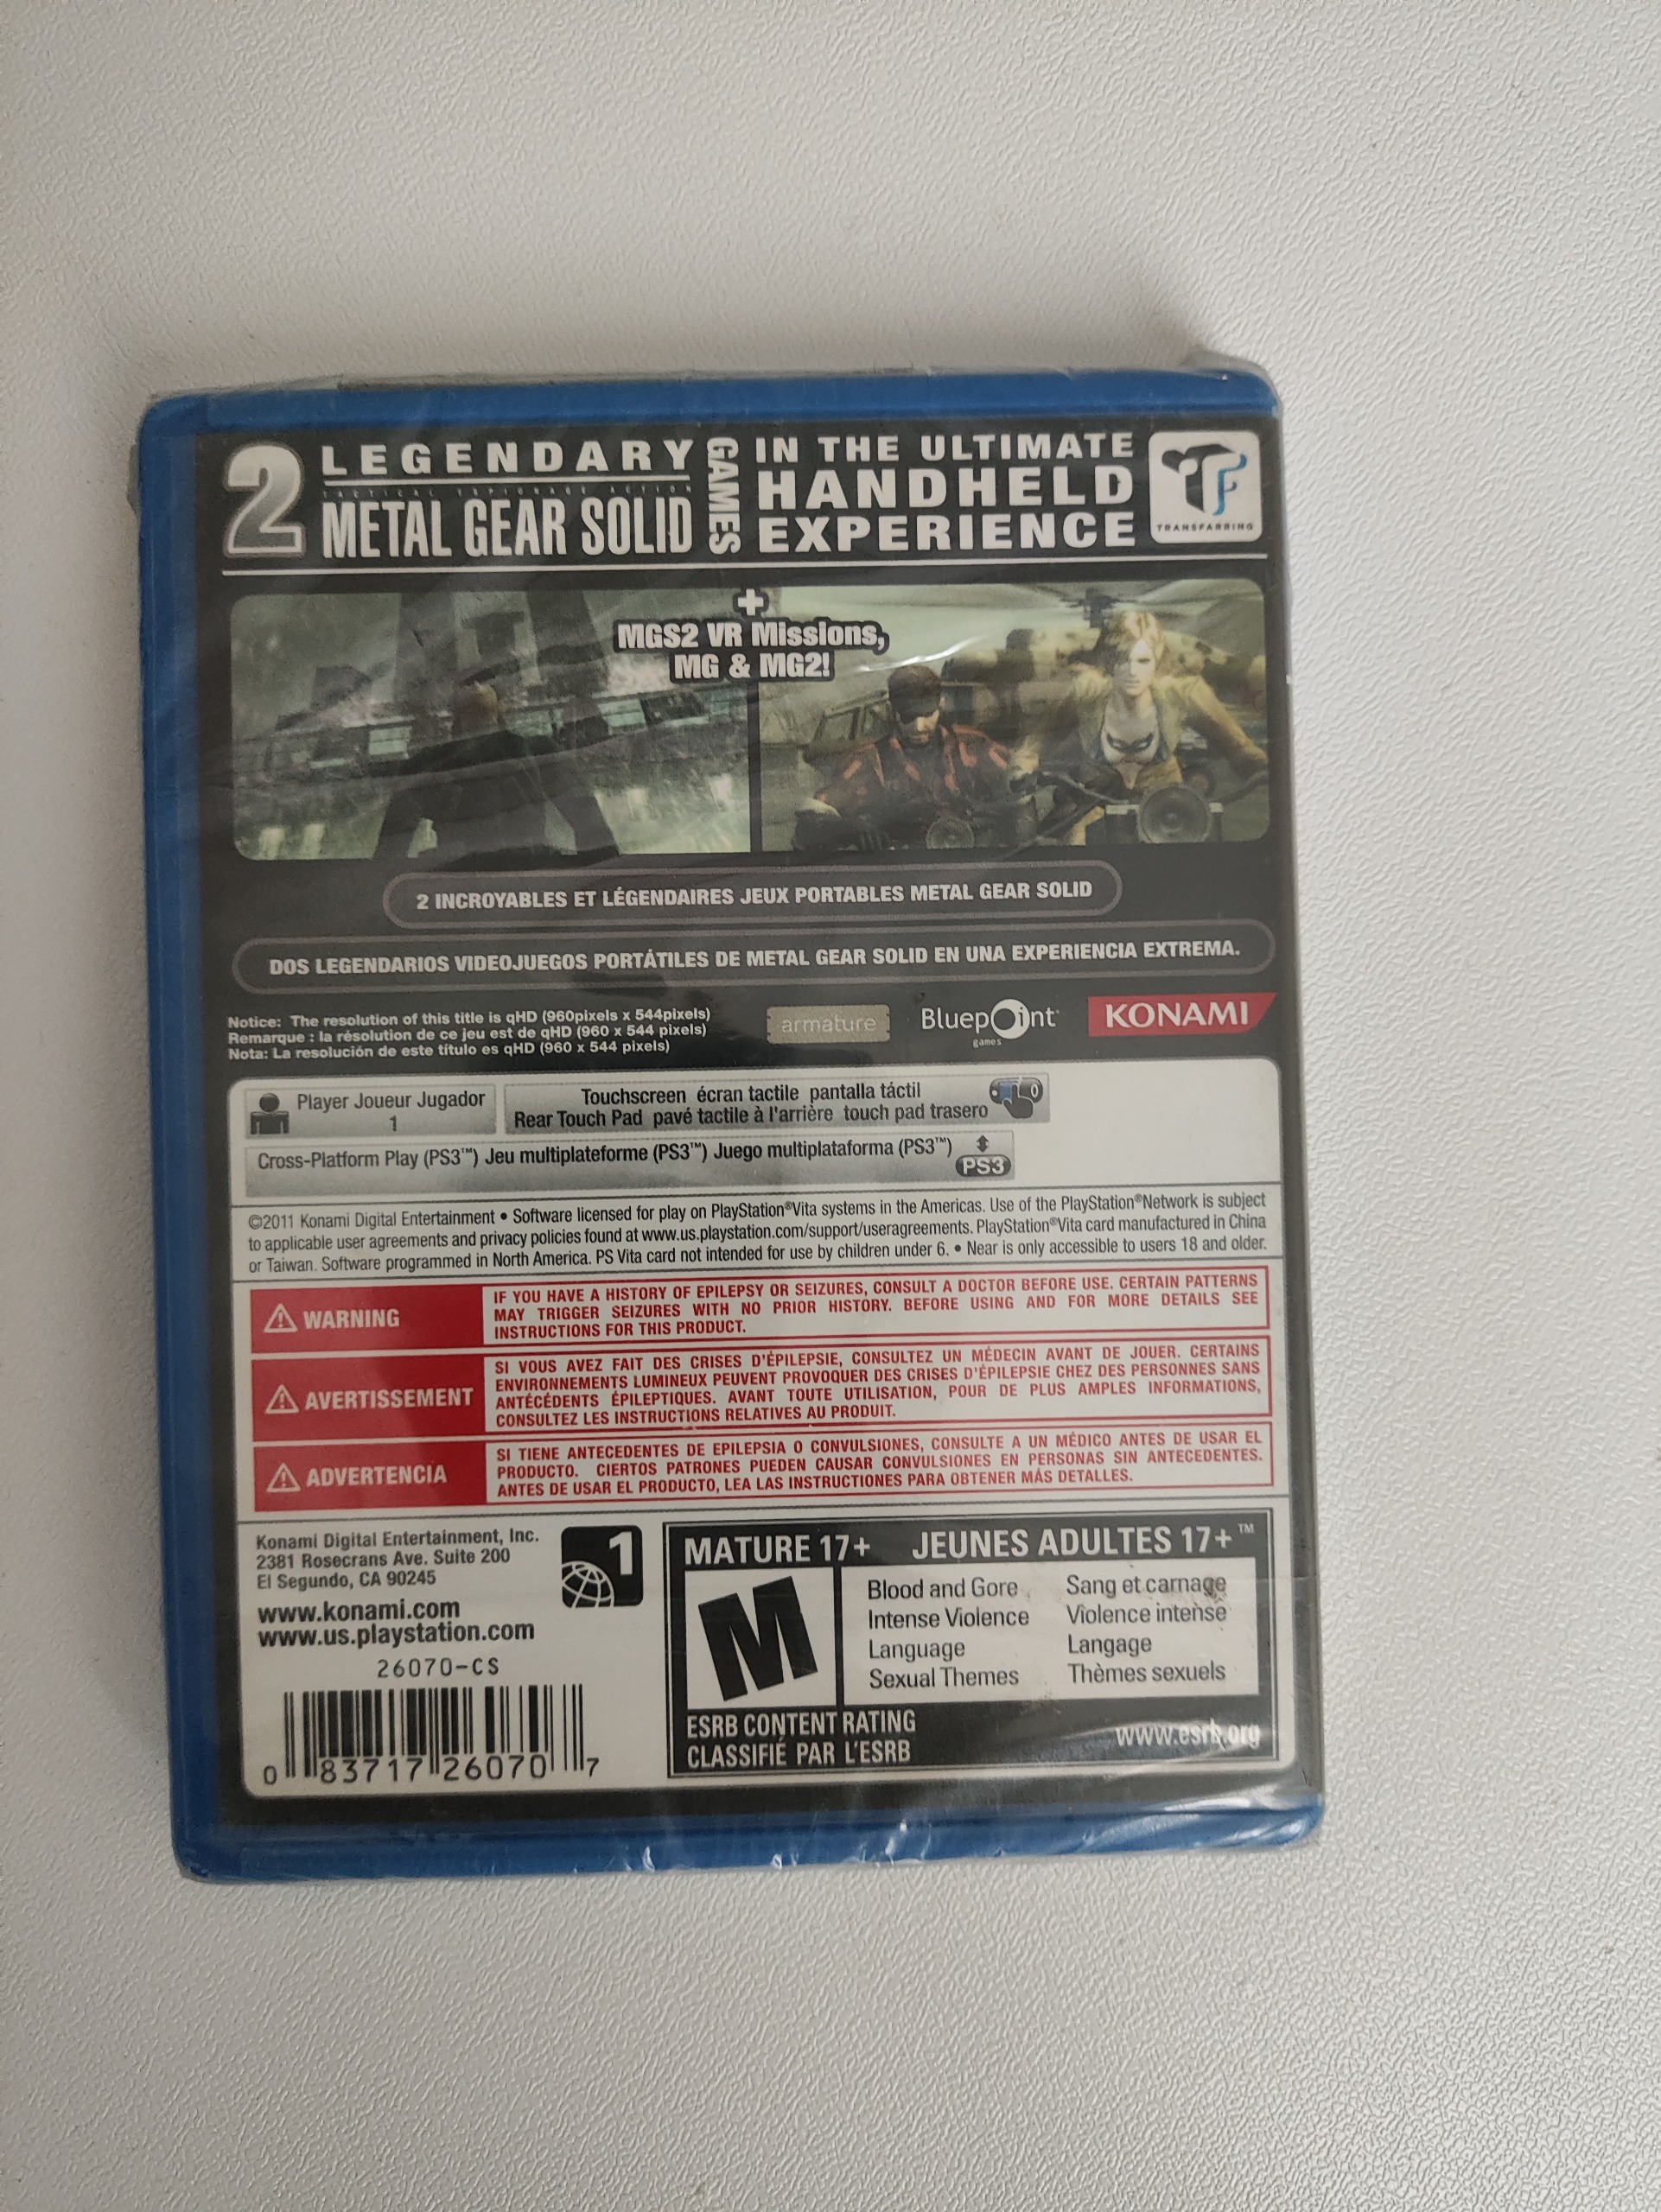 2 LEGENDARY GAMES IN THE ULTIMATE
TACTICAL ESPIONAGE ACTION
METAL GEAR SOLID
HANDHELD
EXPERIENCE
TRANSFARRING
+
MGS2 VR Missions,
MG & MG2!
2 INCROYABLES ET LÉGENDAIRES JEUX PORTABLES METAL GEAR SOLID
DOS LEGENDARIOS VIDEOJUEGOS PORTÁTILES DE METAL GEAR SOLID EN UNA EXPERIENCIA EXTREMA.
Notice: The resolution of this title is qHD (960pixels x 544pixels)
Remarque : la résolution de ce jeu est de qHD (960 x 544 pixels)
Nota: La resolución de este título es qHD (960 x 544 pixels)
armature
Bluepoint
games
KONAMI
Player Joueur Jugador
1
Touchscreen écran tactile pantalla táctil
Rear Touch Pad pavé tactile à l'arrière touch pad trasero
Cross-Platform Play (PS3™) Jeu multiplateforme (PS3™) Juego multiplataforma (PS3™)
PS3
©2011 Konami Digital Entertainment • Software licensed for play on PlayStation®Vita systems in the Americas. Use of the PlayStation®Network is subject
to applicable user agreements and privacy policies found at www.us.playstation.com/support/useragreements. PlayStation®Vita card manufactured in China
or Taiwan. Software programmed in North America. PS Vita card not intended for use by children under 6. • Near is only accessible to users 18 and older.
WARNING
IF YOU HAVE A HISTORY OF EPILEPSY OR SEIZURES, CONSULT A DOCTOR BEFORE USE. CERTAIN PATTERNS
MAY TRIGGER SEIZURES WITH NO PRIOR HISTORY. BEFORE USING AND FOR MORE DETAILS SEE
INSTRUCTIONS FOR THIS PRODUCT.
AVERTISSEMENT
SI VOUS AVEZ FAIT DES CRISES D'ÉPILEPSIE, CONSULTEZ UN MÉDECIN AVANT DE JOUER. CERTAINS
ENVIRONNEMENTS LUMINEUX PEUVENT PROVOQUER DES CRISES D'ÉPILEPSIE CHEZ DES PERSONNES SANS
ANTÉCÉDENTS ÉPILEPTIQUES. AVANT TOUTE UTILISATION, POUR DE PLUS AMPLES INFORMATIONS,
CONSULTEZ LES INSTRUCTIONS RELATIVES AU PRODUIT.
ADVERTENCIA
SI TIENE ANTECEDENTES DE EPILEPSIA O CONVULSIONES, CONSULTE A UN MÉDICO ANTES DE USAR EL
PRODUCTO. CIERTOS PATRONES PUEDEN CAUSAR CONVULSIONES EN PERSONAS SIN ANTECEDENTES.
ANTES DE USAR EL PRODUCTO, LEA LAS INSTRUCTIONES PARA OBTENER MÁS DETALLES.
Konami Digital Entertainment, Inc.
2381 Rosecrans Ave. Suite 200
El Segundo, CA 90245
www.konami.com
www.us.playstation.com
1
26070-CS
0 83717 26070 7
MATURE 17+ JEUNES ADULTES 17+™
M
Blood and Gore
Intense Violence
Language
Sexual Themes
Sang et carnage
Violence intense
Langage
Thèmes sexuels
ESRB CONTENT RATING
CLASSIFIÉ PAR L'ESRB
www.esrb.org